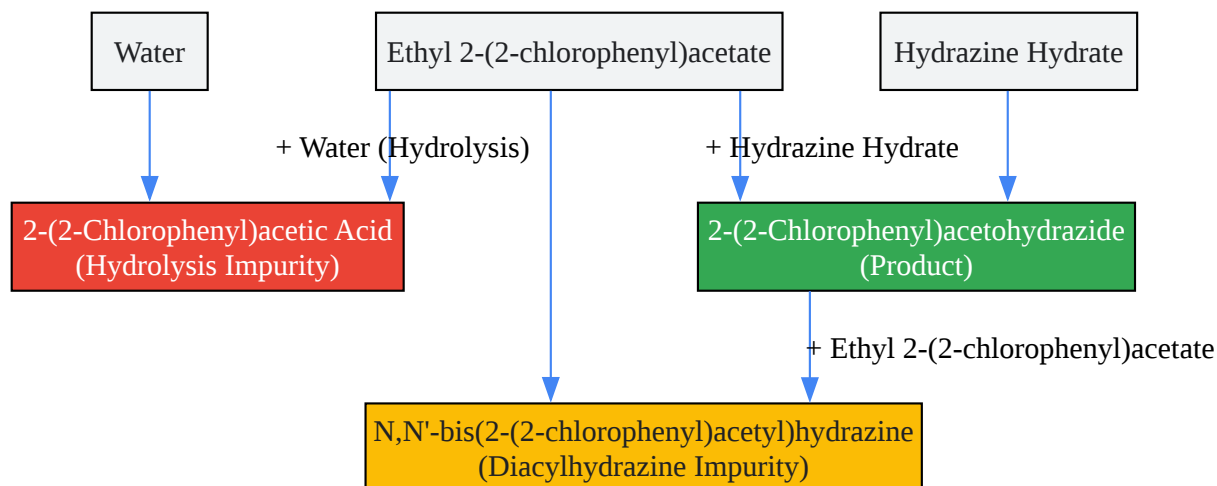 Water
Ethyl 2-(2-chlorophenyl)acetate
Hydrazine Hydrate
+ Water (Hydrolysis)
+ Hydrazine Hydrate
2-(2-Chlorophenyl)acetic Acid
(Hydrolysis Impurity)
2-(2-Chlorophenyl)acetohydrazide
(Product)
+ Ethyl 2-(2-chlorophenyl)acetate
N,N'-bis(2-(2-chlorophenyl)acetyl)hydrazine
(Diacylhydrazine Impurity)